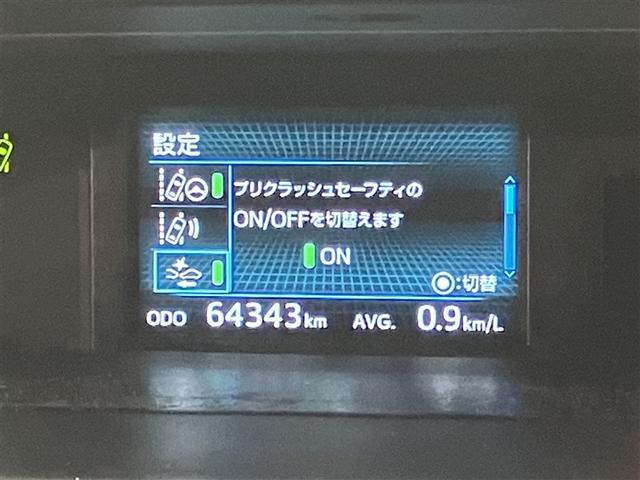 設定
プリクラッシュセーフティの
ON/OFFを切替えます
ON
:切替
ODO 64343km AVG. 0.9km/L